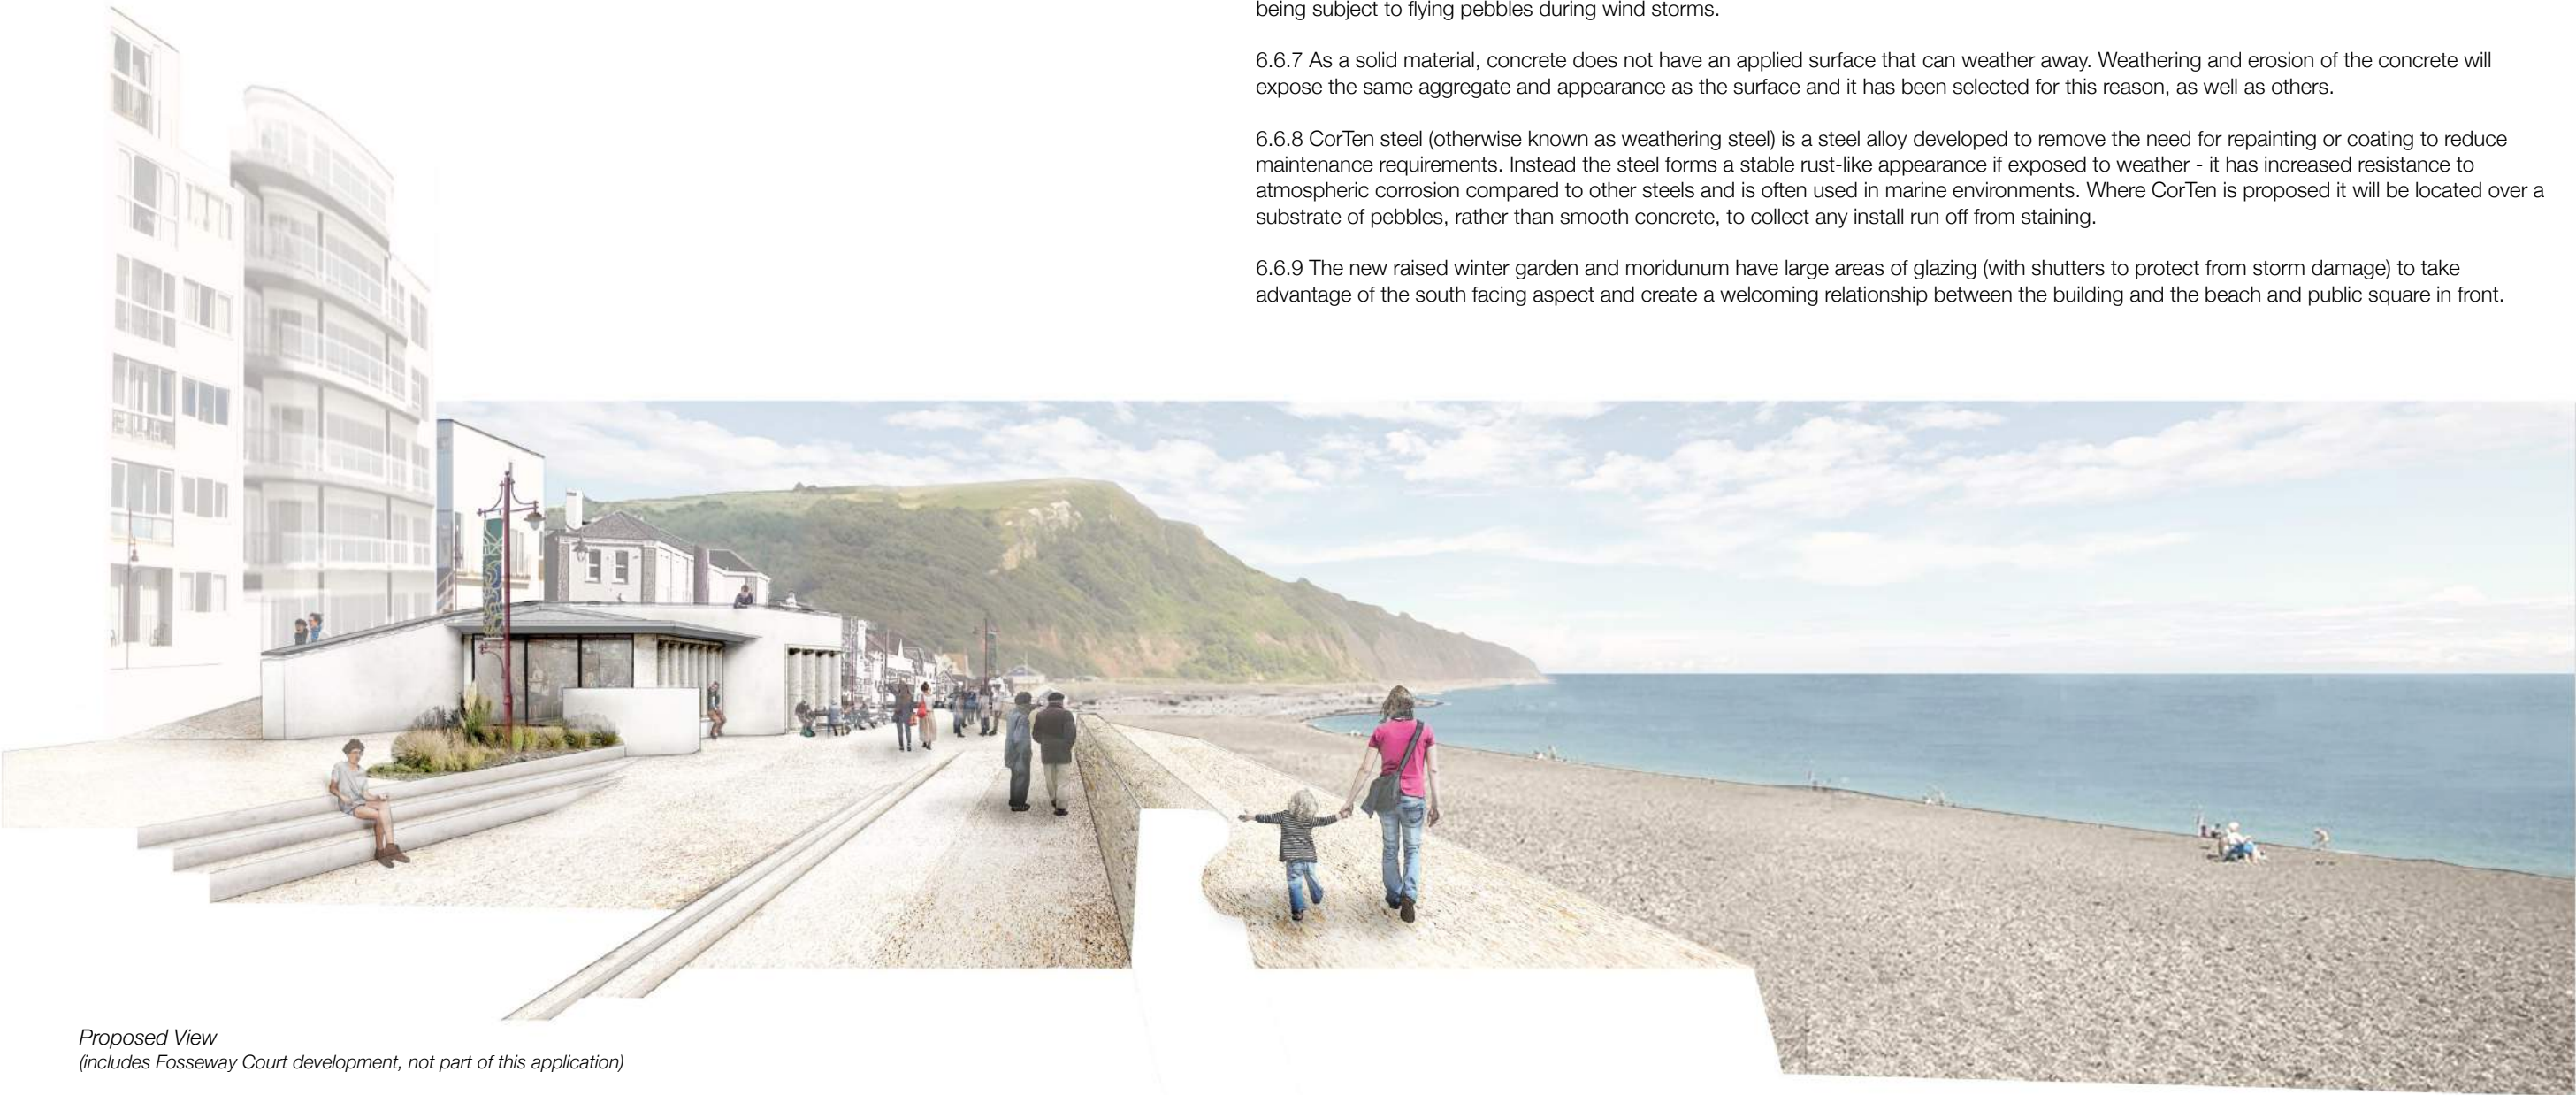 being subject to flying pebbles during wind storms.
6.6.7 As a solid material, concrete does not have an applied surface that can weather away. Weathering and erosion of the concrete will
expose the same aggregate and appearance as the surface and it has been selected for this reason, as well as others.
6.6.8 CorTen steel (otherwise known as weathering steel) is a steel alloy developed to remove the need for repainting or coating to reduce
maintenance requirements. Instead the steel forms a stable rust-like appearance if exposed to weather - it has increased resistance to
atmospheric corrosion compared to other steels and is often used in marine environments. Where CorTen is proposed it will be located over a
substrate of pebbles, rather than smooth concrete, to collect any install run off from staining.
6.6.9 The new raised winter garden and moridunum have large areas of glazing (with shutters to protect from storm damage) to take
advantage of the south facing aspect and create a welcoming relationship between the building and the beach and public square in front.
Proposed View
(includes Fosseway Court development, not part of this application)